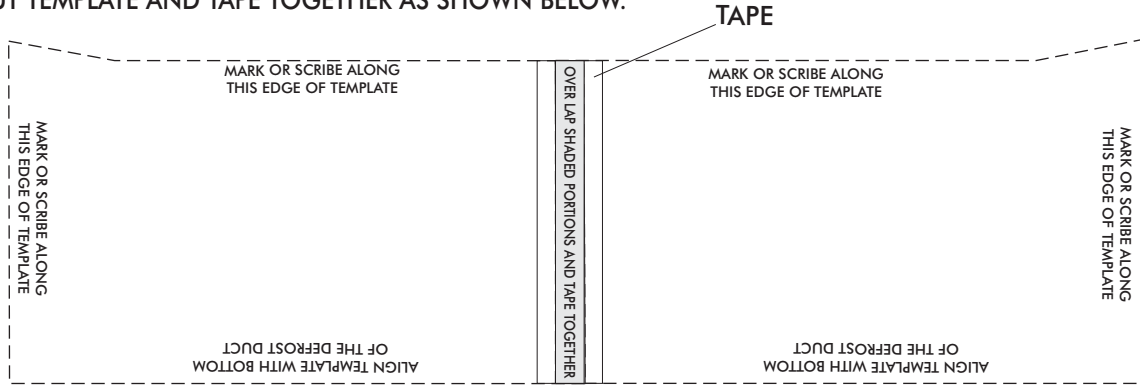 UT TEMPLATE AND TAPE TOGETHER AS SHOWN BELOW.
TAPE
MARK OR SCRIBE ALONG
THIS EDGE OF TEMPLATE
MARK OR SCRIBE ALONG
THIS EDGE OF TEMPLATE
MARK OR SCRIBE ALONG
THIS EDGE OF TEMPLATE
OVER LAP SHADED PORTIONS AND TAPE TOGETHER
MARK OR SCRIBE ALONG
THIS EDGE OF TEMPLATE
ALIGN TEMPLATE WITH BOTTOM
OF THE DEFROST DUCT
ALIGN TEMPLATE WITH BOTTOM
OF THE DEFROST DUCT